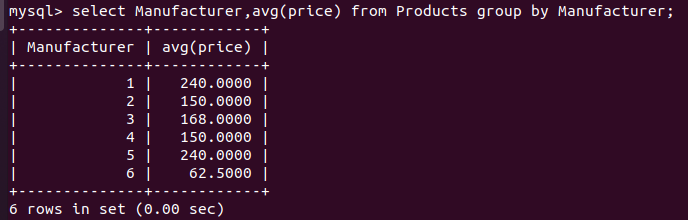 mysql> select Manufacturer,avg(price) from Products group by Manufacturer;
+--------------+------------+
| Manufacturer | avg(price) |
+--------------+------------+
|            1 |   240.0000 |
|            2 |   150.0000 |
|            3 |   168.0000 |
|            4 |   150.0000 |
|            5 |   240.0000 |
|            6 |    62.5000 |
+--------------+------------+
6 rows in set (0.00 sec)